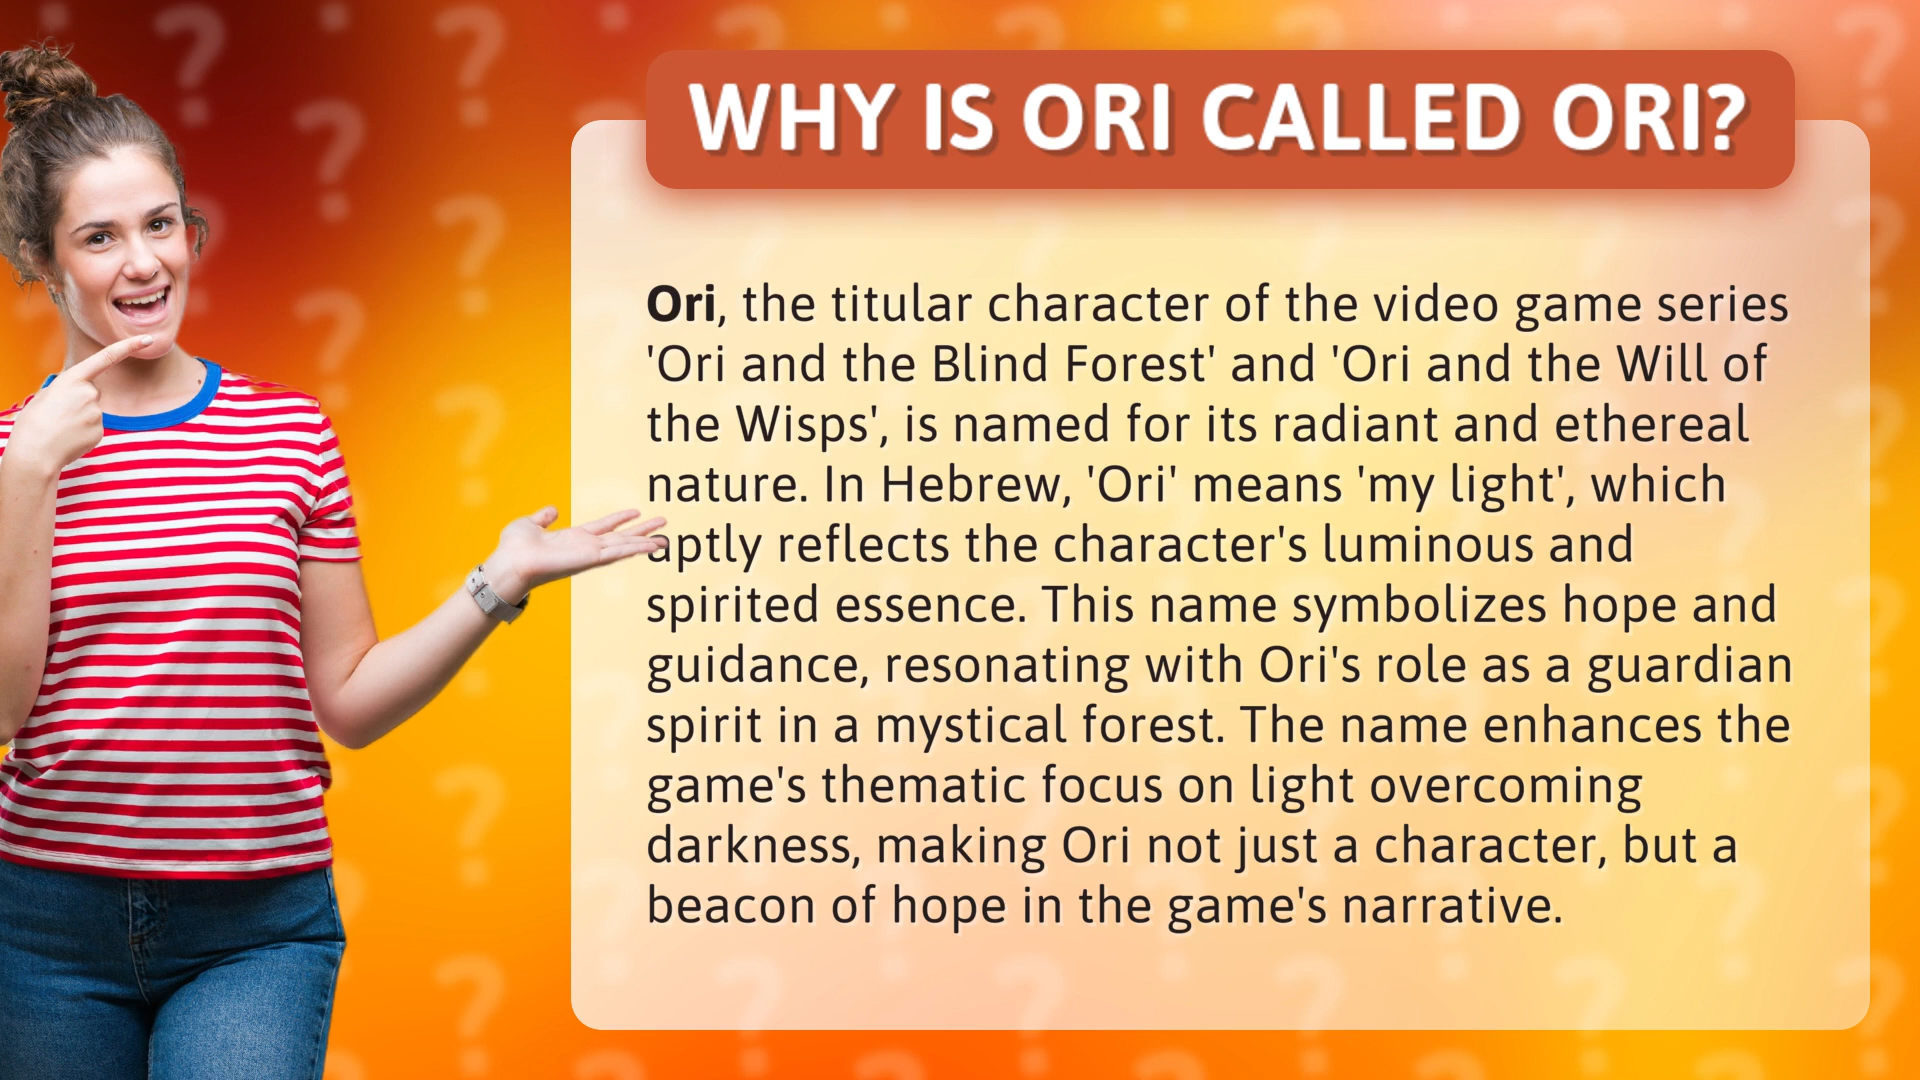 WHY IS ORI CALLED ORI?
Ori, the titular character of the video game series
'Ori and the Blind Forest' and 'Ori and the Will of
the Wisps', is named for its radiant and ethereal
nature. In Hebrew, 'Ori' means 'my light', which
aptly reflects the character's luminous and
spirited essence. This name symbolizes hope and
guidance, resonating with Ori's role as a guardian
spirit in a mystical forest. The name enhances the
game's thematic focus on light overcoming
darkness, making Ori not just a character, but a
beacon of hope in the game's narrative.